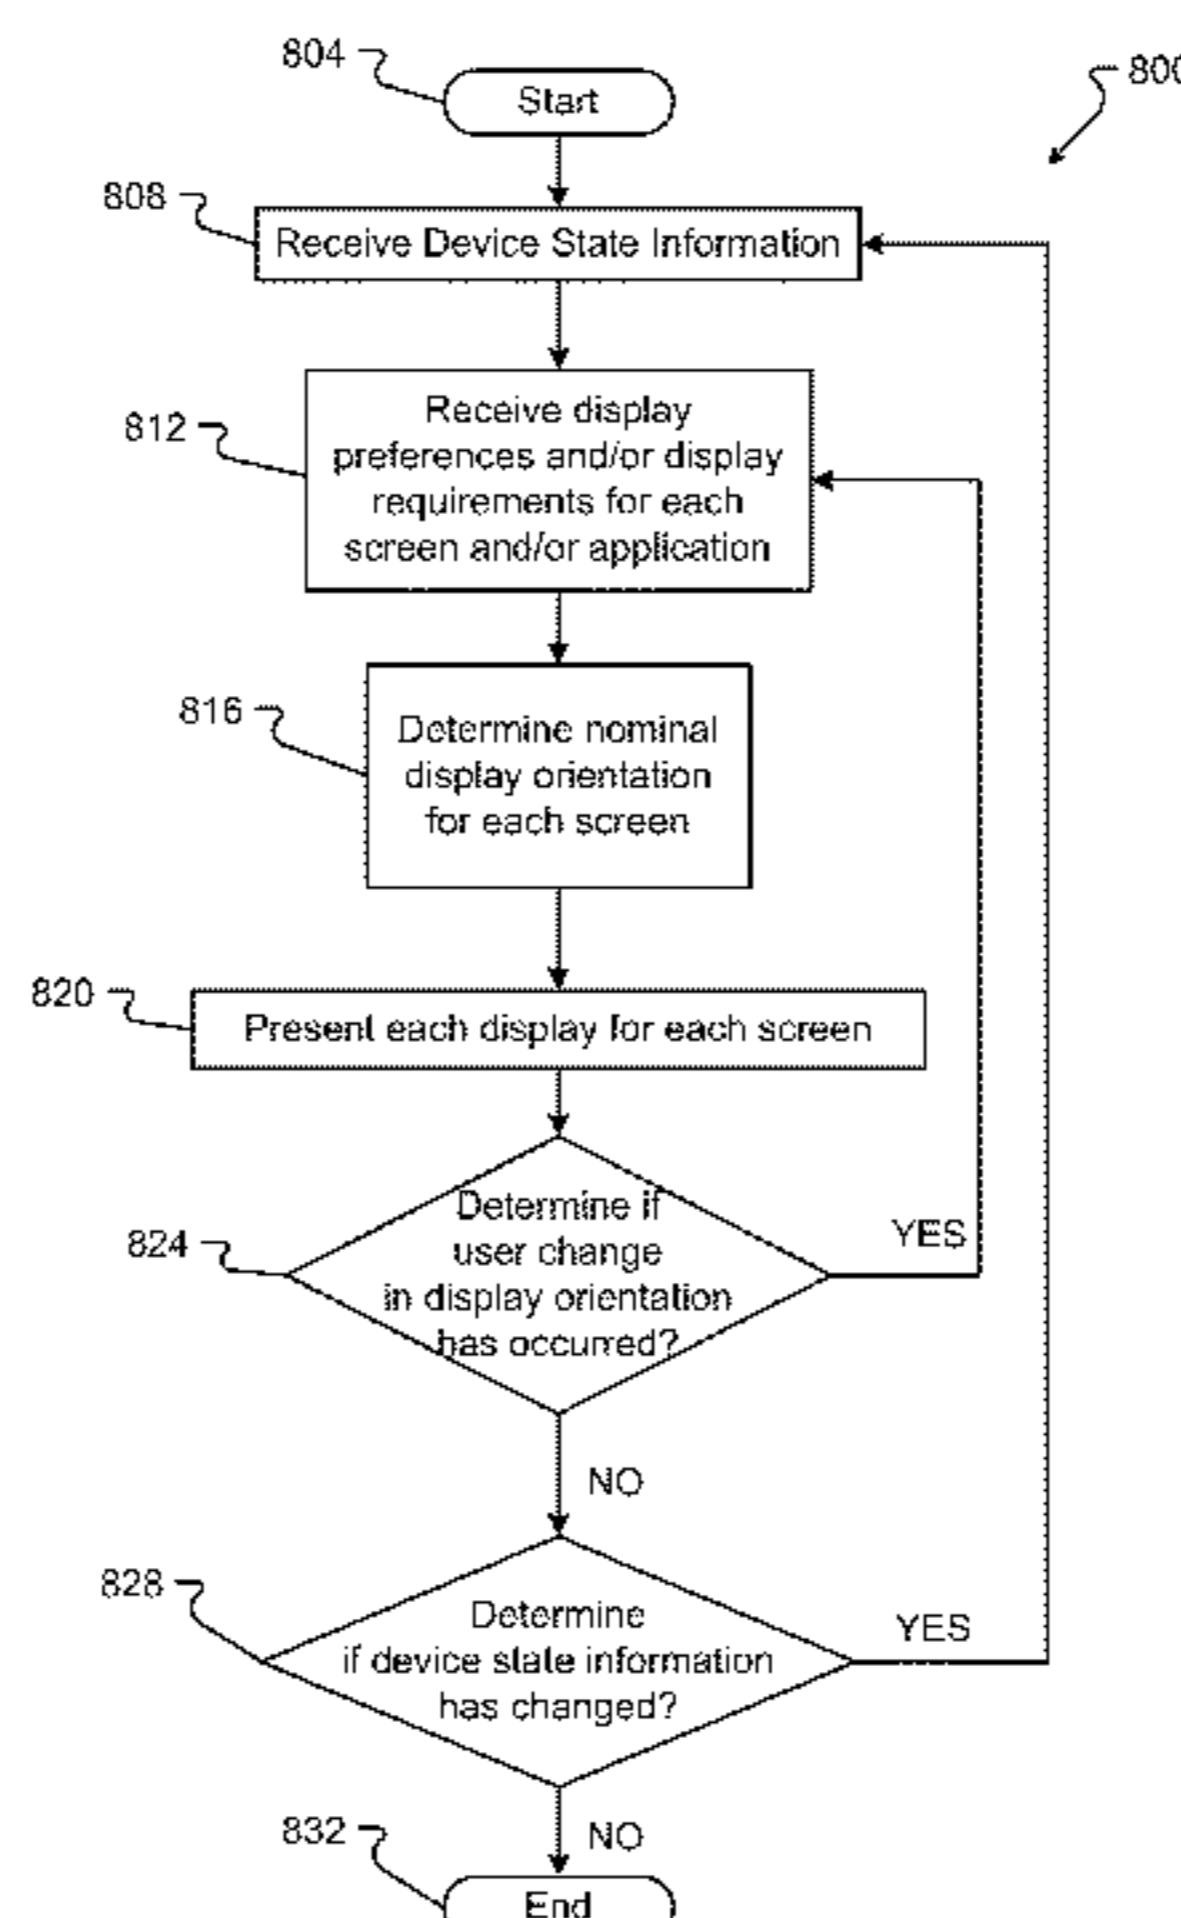 804
Start
800
808
Receive Device State Information
812
Receive display
preferences and/or display
requirements for each
screen and/or application
816
Determine nominal
display orientation
for each screen
820
Present each display for each screen
824
Determine if
user change
in display orientation
has occurred?
YES
NO
828
Determine
if device state information
has changed?
YES
832
NO
End